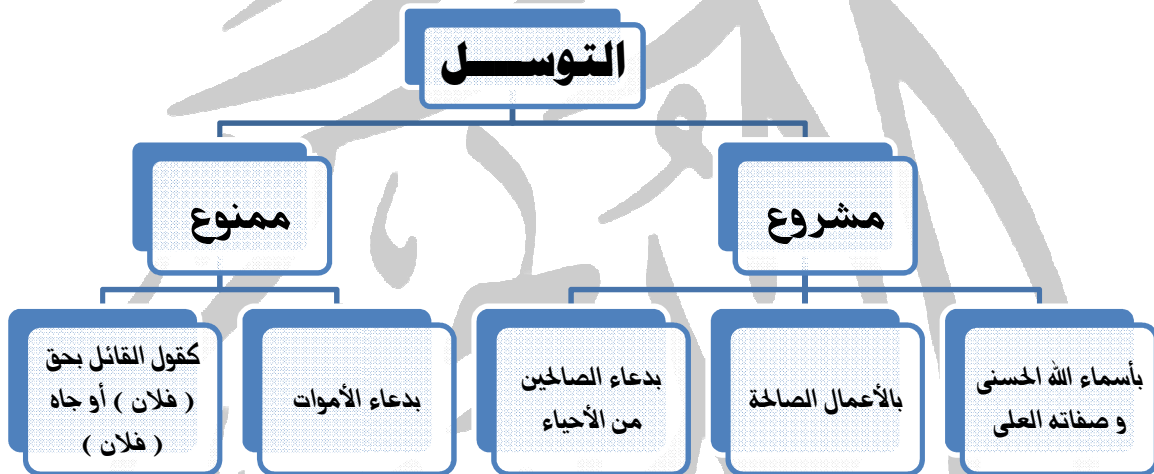 التوســـل
مشروع
ممنوع
بأسماء الله الحسنى
و صفاته العلى
بالأعمال الصالحة
بدعاء الصالحين
من الأحياء
بدعاء الأموات
كقول القائل بحق
( فلان ) أو جاه
( فلان )